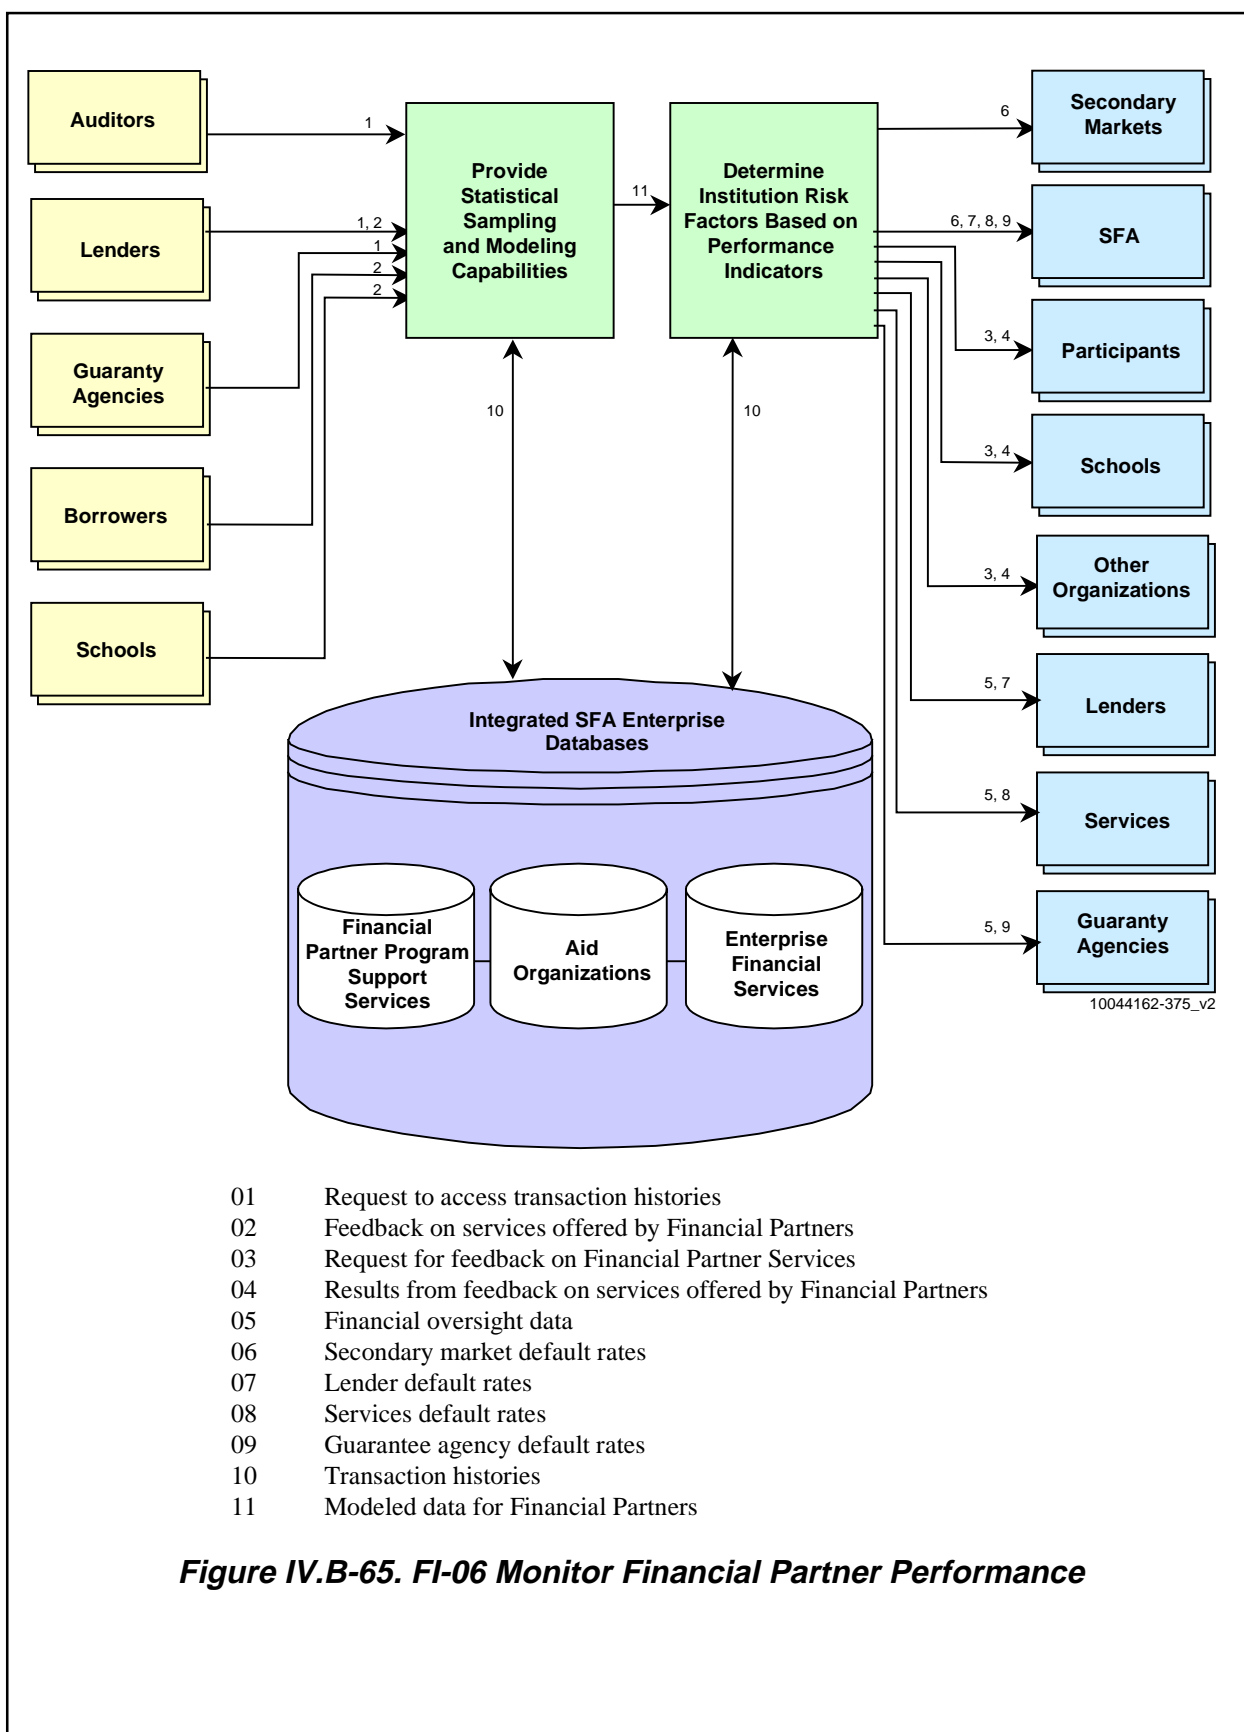 Auditors
1
Lenders
1, 2
1
2
2
Guaranty
Agencies
Borrowers
Schools
Provide
Statistical
Sampling
and Modeling
Capabilities
11
Determine
Institution Risk
Factors Based on
Performance
Indicators
6
Secondary
Markets
6, 7, 8, 9
SFA
3, 4
Participants
3, 4
Schools
3, 4
Other
Organizations
5, 7
Lenders
5, 8
Services
5, 9
Guaranty
Agencies
10044162-375_v2
10
10
Integrated SFA Enterprise
Databases
Financial
Partner Program
Support
Services
Aid
Organizations
Enterprise
Financial
Services
01 Request to access transaction histories
02 Feedback on services offered by Financial Partners
03 Request for feedback on Financial Partner Services
04 Results from feedback on services offered by Financial Partners
05 Financial oversight data
06 Secondary market default rates
07 Lender default rates
08 Services default rates
09 Guarantee agency default rates
10 Transaction histories
11 Modeled data for Financial Partners
Figure IV.B-65. FI-06 Monitor Financial Partner Performance